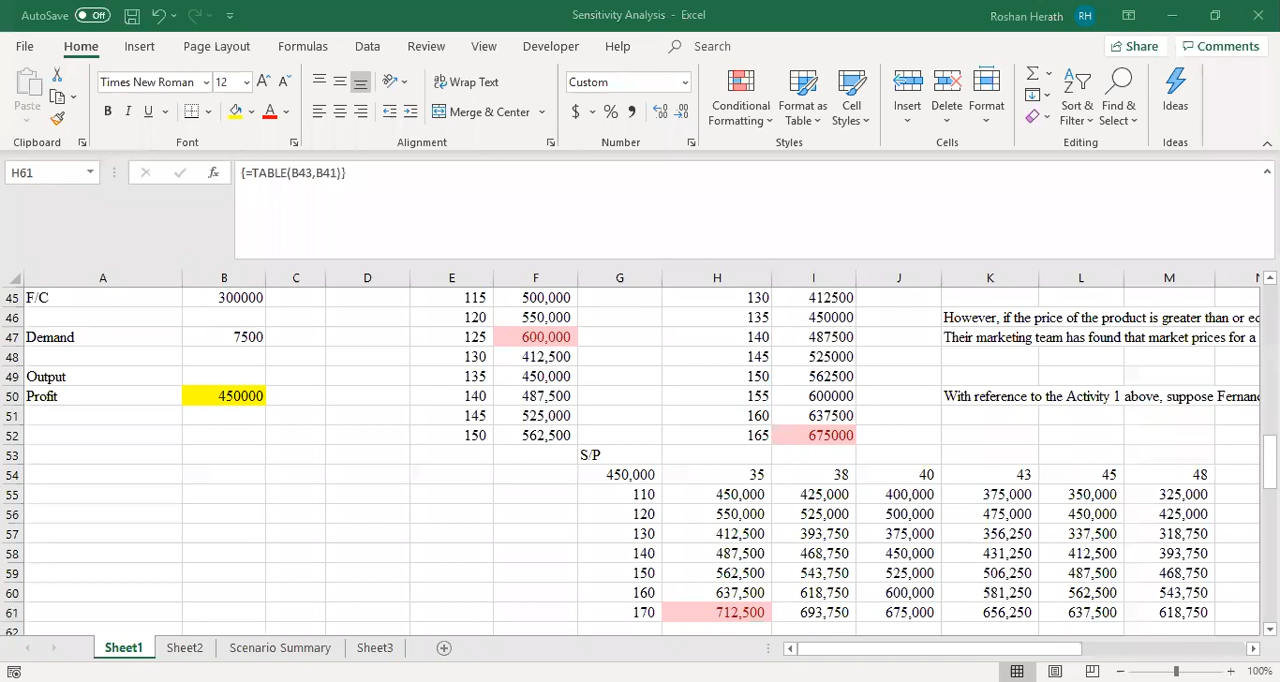 AutoSave Off Sensitivity Analysis - Excel Roshan Herath RH
File Home Insert Page Layout Formulas Data Review View Developer Help Search Share Comments
Paste Times New Roman 12 A A Wrap Text Custom Conditional Formatting Format as Table Cell Styles Insert Delete Format Sort & Filter Find & Select Ideas
B I U A Merge & Center $ % ,
Clipboard Font Alignment Number Styles Cells Editing Ideas
H61 fx {=TABLE(B43,B41)}
A B C D E F G H I J K L M
45 F/C 300000 115 500,000 130 412500
46 120 550,000 135 450000 However, if the price of the product is greater than or
47 Demand 7500 125 600,000 140 487500 Their marketing team has found that market prices for a
48 130 412,500 145 525000
49 Output 135 450,000 150 562500
50 Profit 450000 140 487,500 155 600000 With reference to the Activity 1 above, suppose
51 145 525,000 160 637500
52 150 562,500 165 675000
53 S/P
54 450,000 35 38 40 43 45 48
55 110 450,000 425,000 400,000 375,000 350,000 325,000
56 120 550,000 525,000 500,000 475,000 450,000 425,000
57 130 412,500 393,750 375,000 356,250 337,500 318,750
58 140 487,500 468,750 450,000 431,250 412,500 393,750
59 150 562,500 543,750 525,000 506,250 487,500 468,750
60 160 637,500 618,750 600,000 581,250 562,500 543,750
61 170 712,500 693,750 675,000 656,250 637,500 618,750
Sheet1 Sheet2 Scenario Summary Sheet3
100%